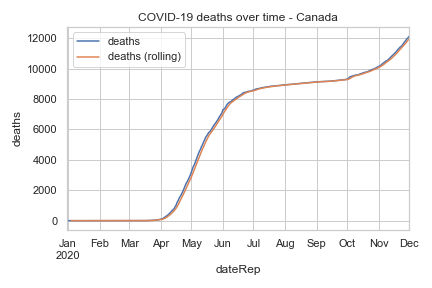 COVID-19 deaths over time - Canada
deaths
deaths (rolling)
deaths
12000
10000
8000
6000
4000
2000
0
Jan Feb Mar Apr May Jun Jul Aug Sep Oct Nov Dec
2020
dateRep